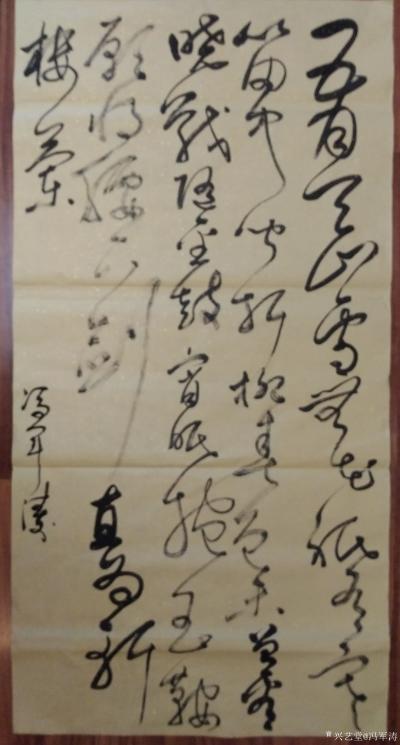 五月天山雪无花祗有寒
笛中闻折柳春色未曾看
晓战随金鼓宵眠抱玉鞍
愿将腰下剑直为斩
楼兰
冯军涛
兴艺堂@冯军涛